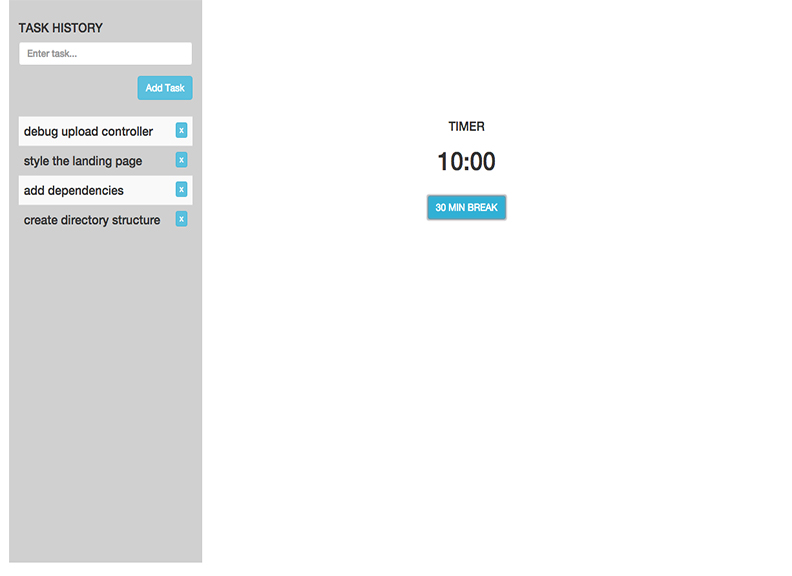 TASK HISTORY
Enter task...
Add Task
debug upload controller x
style the landing page x
add dependencies x
create directory structure x
TIMER
10:00
30 MIN BREAK